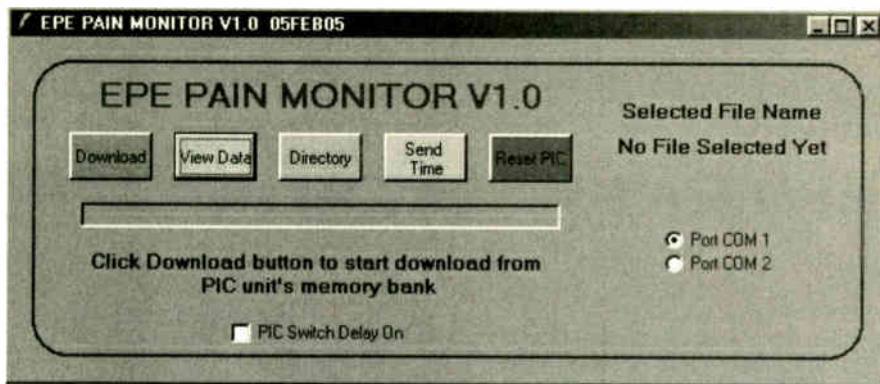 EPE PAIN MONITOR V1.0 05FEB05
EPE PAIN MONITOR V1.0
Selected File Name
No File Selected Yet
Download
View Data
Directory
Send
Time
Reset PIC
Port COM 1
Port COM 2
Click Download button to start download from
PIC unit's memory bank
PIC Switch Delay On